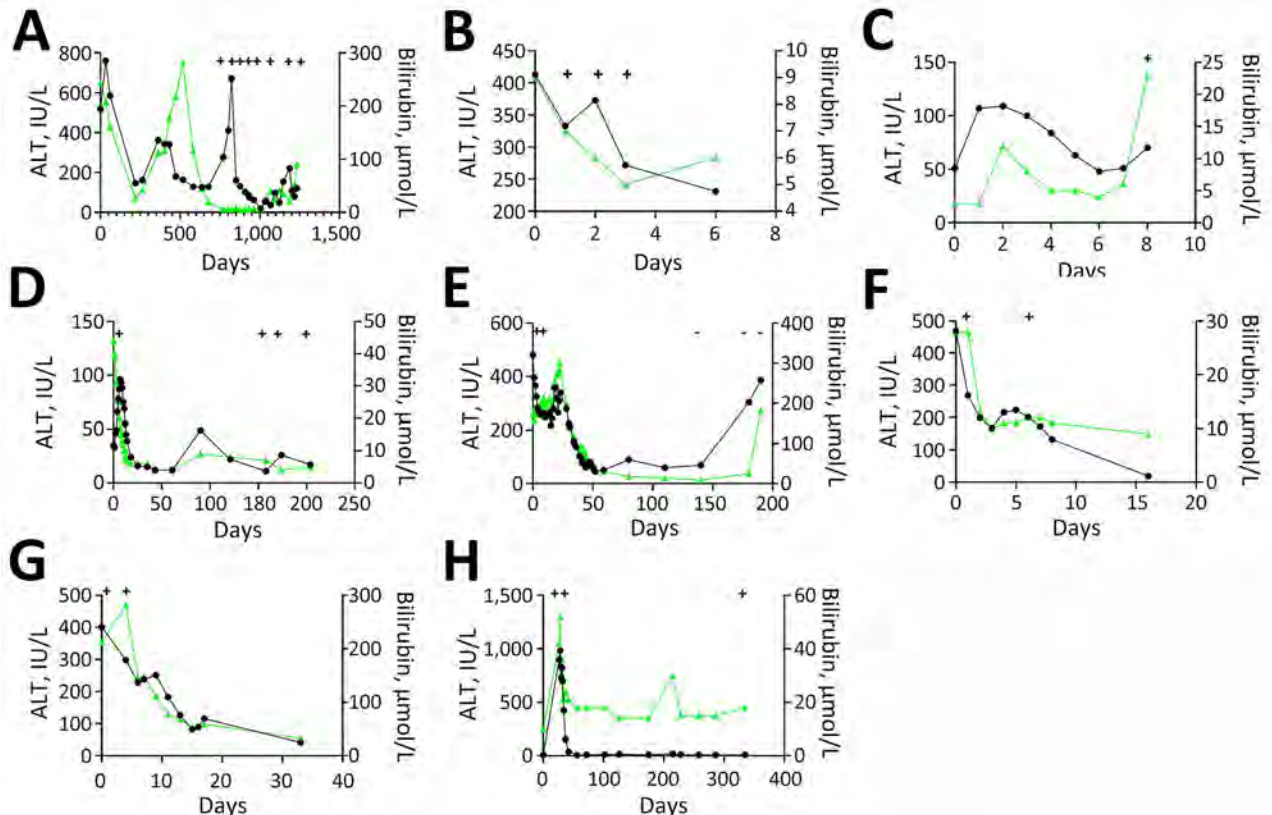 A
800
600
400
200
0
ALT, IU/L
0 500 1,000 1,500
Days
300
200
100
0
Bilirubin, µmol/L
+ + + + + + + +
B
450
400
350
300
250
200
ALT, IU/L
0 2 4 6 8
Days
10
9
8
7
6
5
4
Bilirubin, µmol/L
+ + +
C
150
100
50
0
ALT, IU/L
0 2 4 6 8 10
Days
25
20
15
10
5
0
Bilirubin, µmol/L
+
D
150
100
50
0
ALT, IU/L
0 50 100 180 200 250
Days
50
40
30
20
10
0
Bilirubin, µmol/L
+ + + +
E
600
400
200
0
ALT, IU/L
0 50 100 150 200
Days
400
300
200
100
0
Bilirubin, µmol/L
++ - - -
F
500
400
300
200
100
0
ALT, IU/L
0 5 10 15 20
Days
30
20
10
0
Bilirubin, µmol/L
+ +
G
500
400
300
200
100
0
ALT, IU/L
0 10 20 30 40
Days
300
200
100
0
Bilirubin, µmol/L
+ +
H
1,500
1,000
500
0
ALT, IU/L
0 100 200 300 400
Days
60
40
20
0
Bilirubin, µmol/L
++ +